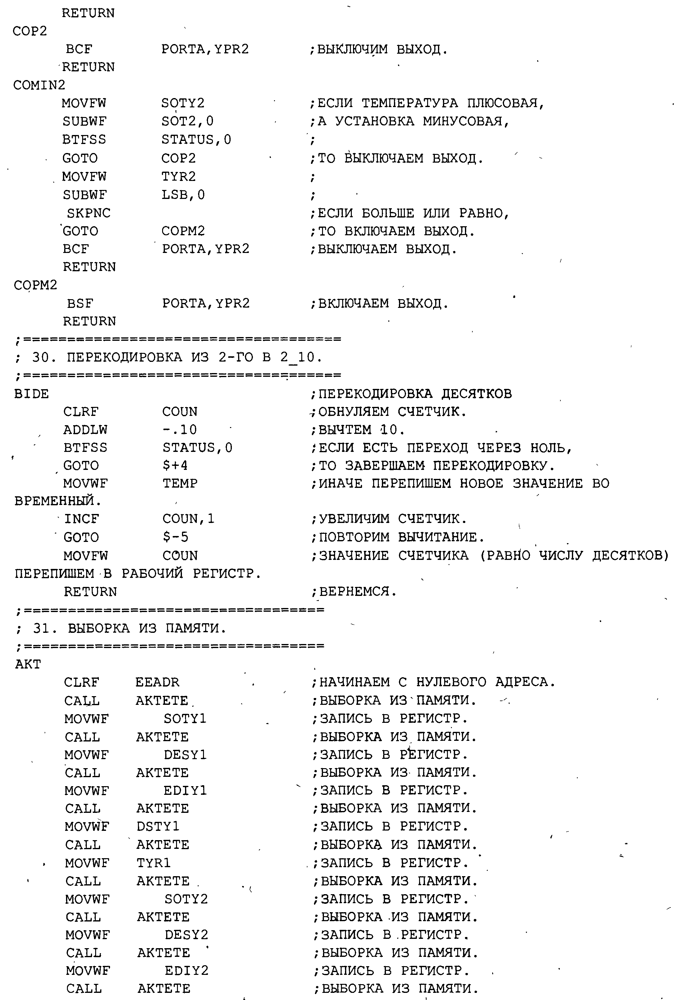 RETURN
COP2
BCF PORTA,YPR2 ;ВЫКЛЮЧИМ ВЫХОД.
RETURN
COMIN2
MOVFW SOTY2 ;ЕСЛИ ТЕМПЕРАТУРА ПЛЮСОВАЯ,
SUBWF SOT2,0 ;А УСТАНОВКА МИНУСОВАЯ,
BTFSS STATUS,0 ;
GOTO COP2 ;ТО ВЫКЛЮЧАЕМ ВЫХОД.
MOVFW TYR2 ;
SUBWF LSB,0 ;
SKPNC ;ЕСЛИ БОЛЬШЕ ИЛИ РАВНО,
GOTO COPM2 ;ТО ВКЛЮЧАЕМ ВЫХОД.
BCF PORTA,YPR2 ;ВЫКЛЮЧАЕМ ВЫХОД.
RETURN
COPM2
BSF PORTA,YPR2 ;ВКЛЮЧАЕМ ВЫХОД.
RETURN
;====================================
; 30. ПЕРЕКОДИРОВКА ИЗ 2-ГО В 2_10.
;====================================
BIDE ;ПЕРЕКОДИРОВКА ДЕСЯТКОВ
CLRF COUN ;ОБНУЛЯЕМ СЧЕТЧИК.
ADDLW -.10 ;ВЫЧТЕМ 10.
BTFSS STATUS,0 ;ЕСЛИ ЕСТЬ ПЕРЕХОД ЧЕРЕЗ НОЛЬ,
GOTO $+4 ;ТО ЗАВЕРШАЕМ ПЕРЕКОДИРОВКУ.
MOVWF TEMP ;ИНАЧЕ ПЕРЕПИШЕМ НОВОЕ ЗНАЧЕНИЕ ВО
ВРЕМЕННЫЙ.
INCF COUN,1 ;УВЕЛИЧИМ СЧЕТЧИК.
GOTO $-5 ;ПОВТОРИМ ВЫЧИТАНИЕ.
MOVFW COUN ;ЗНАЧЕНИЕ СЧЕТЧИКА (РАВНО ЧИСЛУ ДЕСЯТКОВ)
ПЕРЕПИШЕМ В РАБОЧИЙ РЕГИСТР.
RETURN ;ВЕРНЕМСЯ.
;==================================
; 31. ВЫБОРКА ИЗ ПАМЯТИ.
;==================================
AKT
CLRF EEADR ;НАЧИНАЕМ С НУЛЕВОГО АДРЕСА.
CALL AKTETE ;ВЫБОРКА ИЗ ПАМЯТИ.
MOVWF SOTY1 ;ЗАПИСЬ В РЕГИСТР.
CALL AKTETE ;ВЫБОРКА ИЗ ПАМЯТИ.
MOVWF DESY1 ;ЗАПИСЬ В РЕГИСТР.
CALL AKTETE ;ВЫБОРКА ИЗ ПАМЯТИ.
MOVWF EDIY1 ;ЗАПИСЬ В РЕГИСТР.
CALL AKTETE ;ВЫБОРКА ИЗ ПАМЯТИ.
MOVWF DSTY1 ;ЗАПИСЬ В РЕГИСТР.
CALL AKTETE ;ВЫБОРКА ИЗ ПАМЯТИ.
MOVWF TYR1 ;ЗАПИСЬ В РЕГИСТР.
CALL AKTETE ;ВЫБОРКА ИЗ ПАМЯТИ.
MOVWF SOTY2 ;ЗАПИСЬ В РЕГИСТР.
CALL AKTETE ;ВЫБОРКА ИЗ ПАМЯТИ.
MOVWF DESY2 ;ЗАПИСЬ В РЕГИСТР.
CALL AKTETE ;ВЫБОРКА ИЗ ПАМЯТИ.
MOVWF EDIY2 ;ЗАПИСЬ В РЕГИСТР.
CALL AKTETE ;ВЫБОРКА ИЗ ПАМЯТИ.